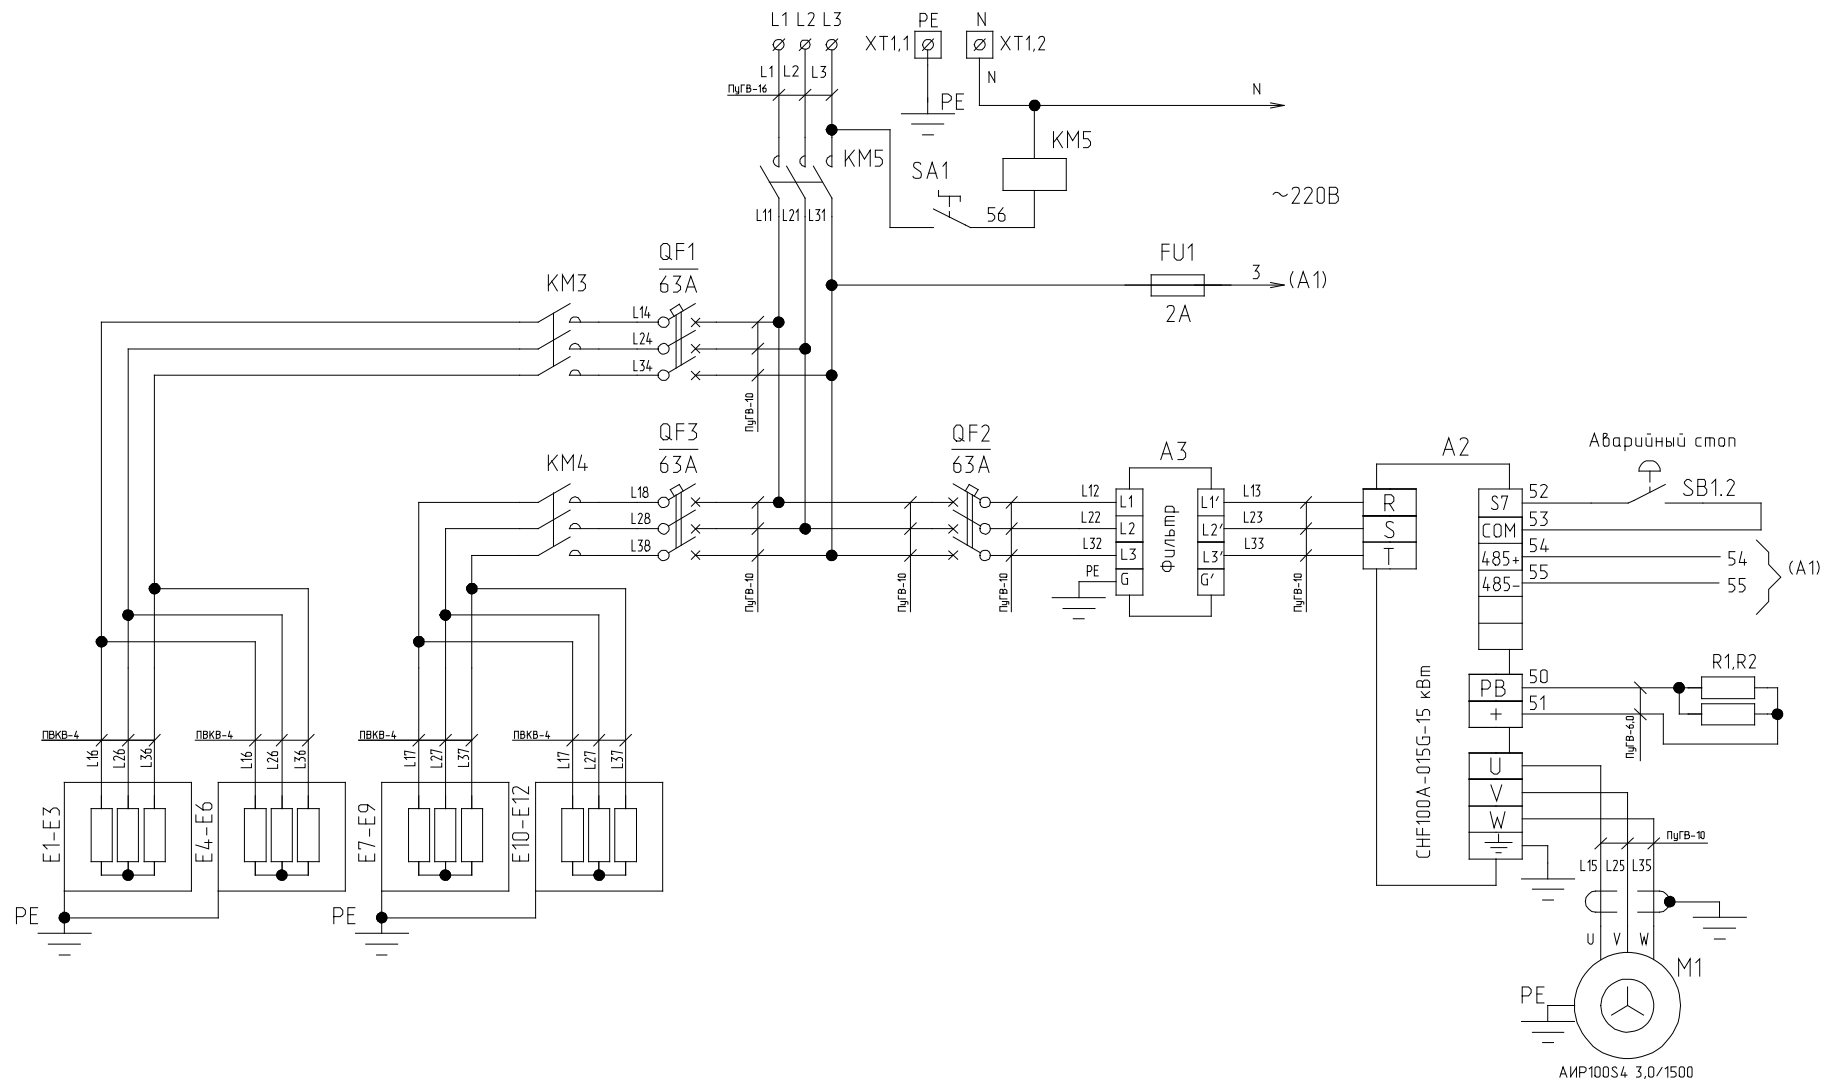 L1 L2 L3
PE
N
XT1,1
XT1,2
L1 L2 L3
N
N
ПуГВ-16
PE
KM5
KM5
SA1
~220В
L11 L21 L31
56
QF1
63A
FU1
3
(A1)
2A
KM3
L14
L24
L34
ПуГВ-10
QF3
63A
QF2
63A
A3
A2
Аварийный стоп
KM4
L18
L28
L38
L12
L22
L32
PE
L1
L2
L3
G
Фильтр
L1'
L2'
L3'
G'
L13
L23
L33
R
S
T
S7
COM
485+
485-
52
53
54
55
SB1.2
54
55
(A1)
ПуГВ-10
ПуГВ-10
ПуГВ-10
ПуГВ-10
CHF100A-015G-15 кВт
PB
+
50
51
R1,R2
ПуГВ-6,0
U
V
W
ПВКВ-4
ПВКВ-4
ПВКВ-4
ПВКВ-4
L16 L26 L36
L16 L26 L36
L17 L27 L37
L17 L27 L37
E1-E3
E4-E6
E7-E9
E10-E12
PE
PE
ПуГВ-10
L15 L25 L35
U V W
M1
PE
АИР100S4 3,0/1500